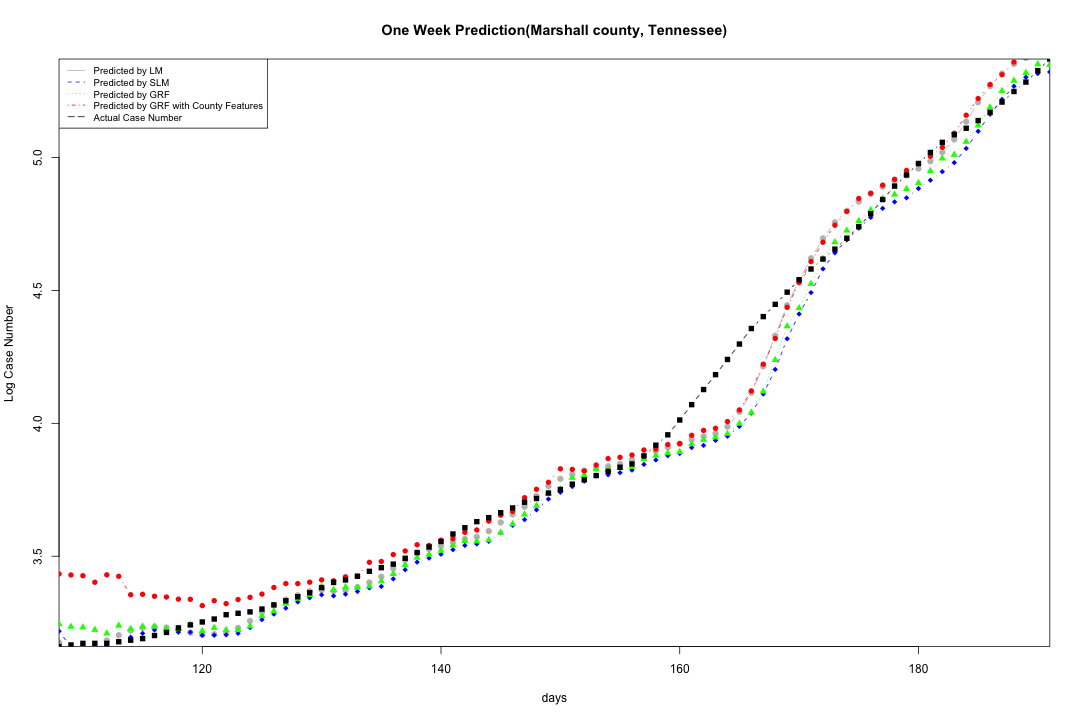 One Week Prediction(Marshall county, Tennessee)
Predicted by LM
Predicted by SLM
Predicted by GRF
Predicted by GRF with County Features
Actual Case Number
Log Case Number
5.0
4.5
4.0
3.5
120 140 160 180
days